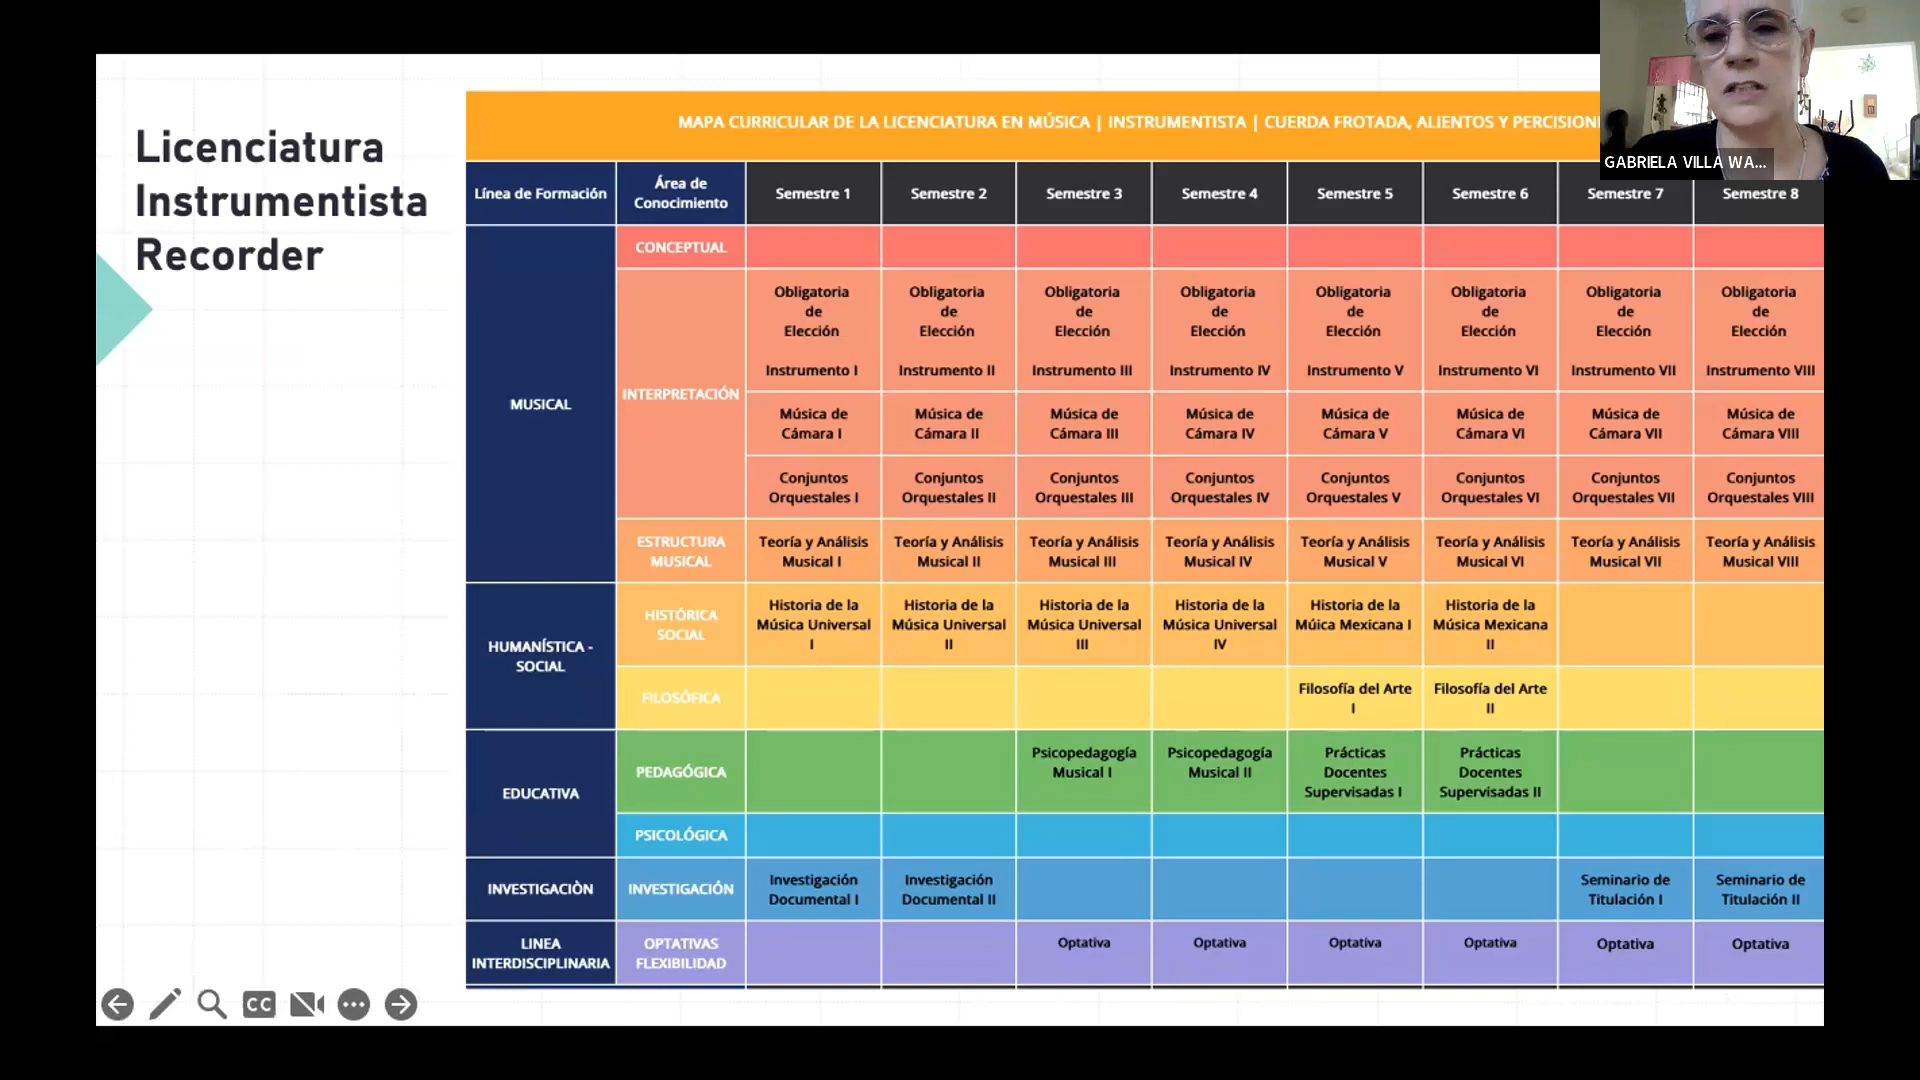 Licenciatura
Instrumentista
Recorder
MAPA CURRICULAR DE LA LICENCIATURA EN MÚSICA | INSTRUMENTISTA | CUERDA FROTADA, ALIENTOS Y PERCISION
GABRIELA VILLA WA...
Línea de Formación
Área de
Conocimiento
Semestre 1
Semestre 2
Semestre 3
Semestre 4
Semestre 5
Semestre 6
Semestre 7
Semestre 8
MUSICAL
CONCEPTUAL
INTERPRETACIÓN
Obligatoria
de
Elección
Instrumento I
Obligatoria
de
Elección
Instrumento II
Obligatoria
de
Elección
Instrumento III
Obligatoria
de
Elección
Instrumento IV
Obligatoria
de
Elección
Instrumento V
Obligatoria
de
Elección
Instrumento VI
Obligatoria
de
Elección
Instrumento VII
Obligatoria
de
Elección
Instrumento VIII
Música de
Cámara I
Música de
Cámara II
Música de
Cámara III
Música de
Cámara IV
Música de
Cámara V
Música de
Cámara VI
Música de
Cámara VII
Música de
Cámara VIII
Conjuntos
Orquestales I
Conjuntos
Orquestales II
Conjuntos
Orquestales III
Conjuntos
Orquestales IV
Conjuntos
Orquestales V
Conjuntos
Orquestales VI
Conjuntos
Orquestales VII
Conjuntos
Orquestales VIII
ESTRUCTURA
MUSICAL
Teoría y Análisis
Musical I
Teoría y Análisis
Musical II
Teoría y Análisis
Musical III
Teoría y Análisis
Musical IV
Teoría y Análisis
Musical V
Teoría y Análisis
Musical VI
Teoría y Análisis
Musical VII
Teoría y Análisis
Musical VIII
HUMANÍSTICA -
SOCIAL
HISTÓRICA
SOCIAL
Historia de la
Música Universal
I
Historia de la
Música Universal
II
Historia de la
Música Universal
III
Historia de la
Música Universal
IV
Historia de la
Múica Mexicana I
Historia de la
Música Mexicana
II
FILOSÓFICA
Filosofía del Arte
I
Filosofía del Arte
II
EDUCATIVA
PEDAGÓGICA
Psicopedagogía
Musical I
Psicopedagogía
Musical II
Prácticas
Docentes
Supervisadas I
Prácticas
Docentes
Supervisadas II
PSICOLÓGICA
INVESTIGACIÒN
INVESTIGACIÓN
Investigación
Documental I
Investigación
Documental II
Seminario de
Titulación I
Seminario de
Titulación II
LINEA
INTERDISCIPLINARIA
OPTATIVAS
FLEXIBILIDAD
Optativa
Optativa
Optativa
Optativa
Optativa
Optativa
CC